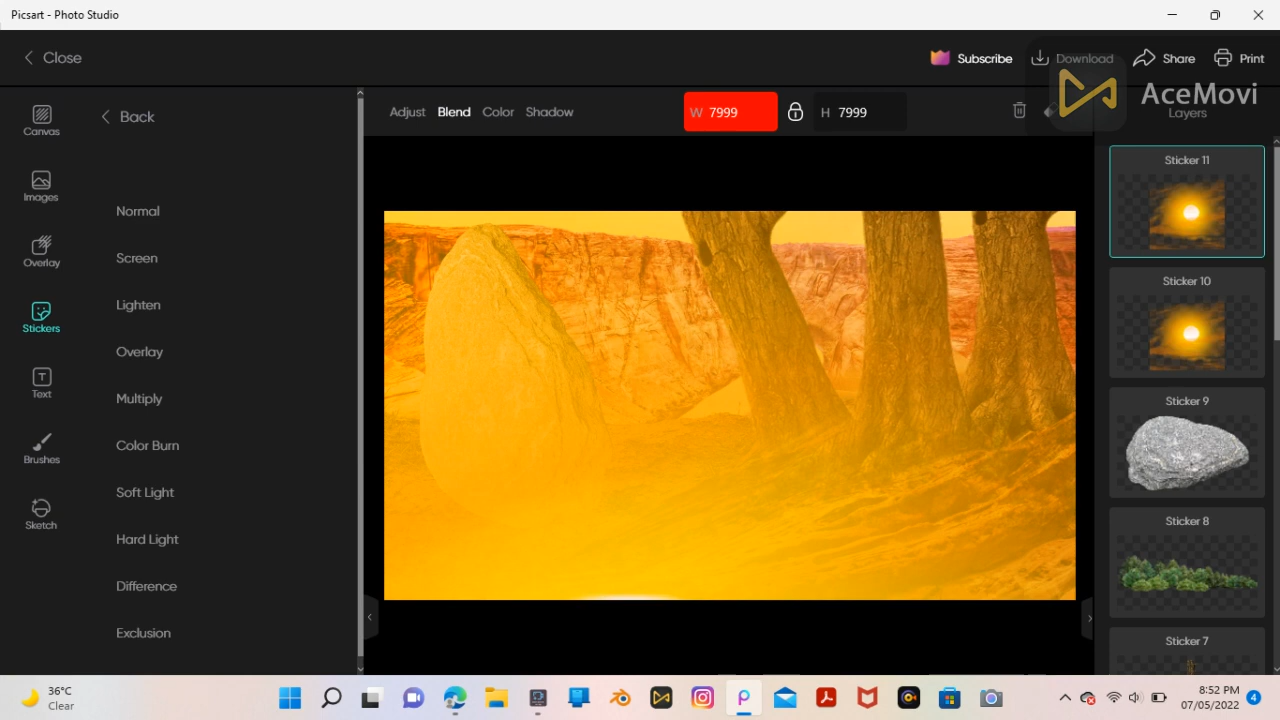 Picsart - Photo Studio
Close
Subscribe
Download
Share
Print
AceMovi
Canvas
Back
Adjust Blend Color Shadow
W 7999
H 7999
Layers
Images
Overlay
Stickers
Text
Brushes
Sketch
Normal
Screen
Lighten
Overlay
Multiply
Color Burn
Soft Light
Hard Light
Difference
Exclusion
Sticker 11
Sticker 10
Sticker 9
Sticker 8
Sticker 7
36°C
Clear
8:52 PM
07/05/2022
4